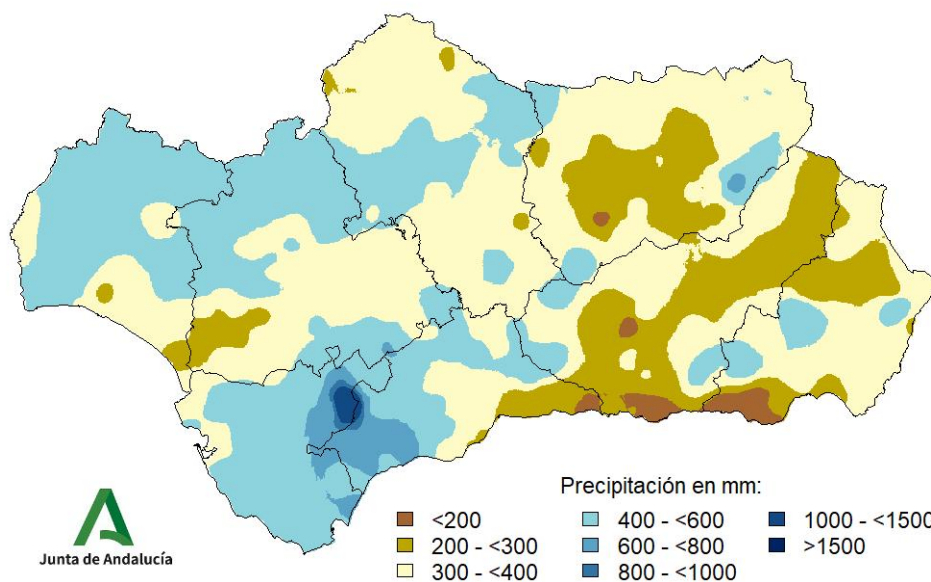 Precipitación en mm:
<200
200 - <300
300 - <400
400 - <600
600 - <800
800 - <1000
1000 - <1500
>1500
Junta de Andalucía